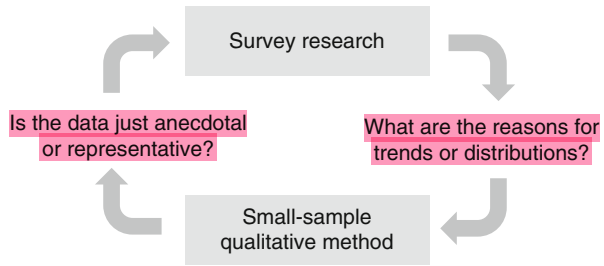 Survey research
Is the data just anecdotal
or representative?
What are the reasons for
trends or distributions?
Small-sample
qualitative method